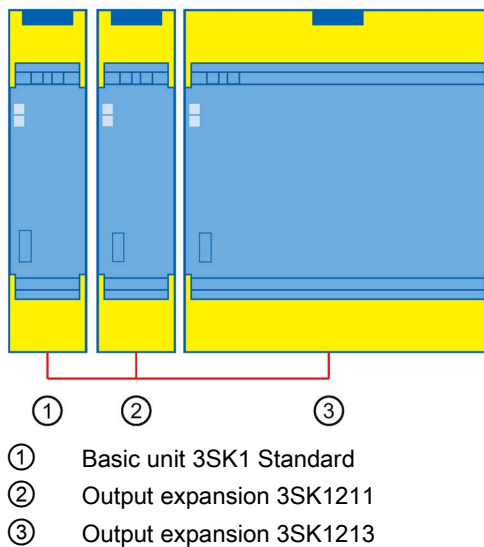 ① ② ③
① Basic unit 3SK1 Standard
② Output expansion 3SK1211
③ Output expansion 3SK1213